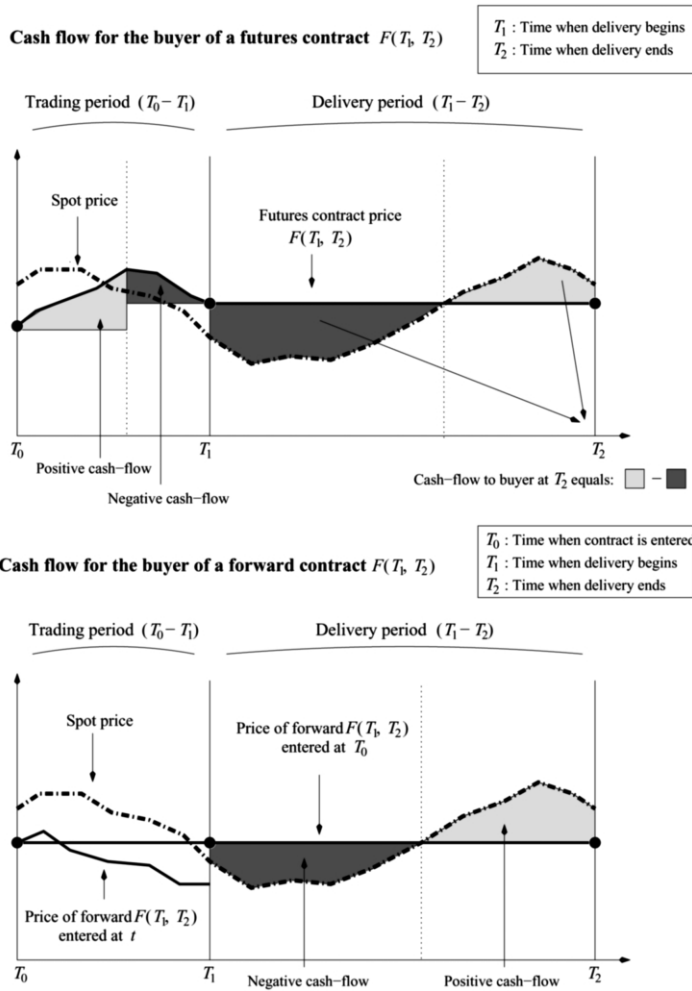 Cash flow for the buyer of a futures contract F(T₁, T₂)
T₁ : Time when delivery begins
T₂ : Time when delivery ends
Trading period (T₀ − T₁)
Delivery period (T₁ − T₂)
Spot price
Futures contract price
F(T₁, T₂)
T₀
T₁
T₂
Positive cash−flow
Negative cash−flow
Cash−flow to buyer at T₂ equals: −
Cash flow for the buyer of a forward contract F(T₁, T₂)
T₀ : Time when contract is entered
T₁ : Time when delivery begins
T₂ : Time when delivery ends
Trading period (T₀ − T₁)
Delivery period (T₁ − T₂)
Spot price
Price of forward F(T₁, T₂)
entered at T₀
Price of forward F(T₁, T₂)
entered at t
T₀
T₁
T₂
Negative cash−flow
Positive cash−flow